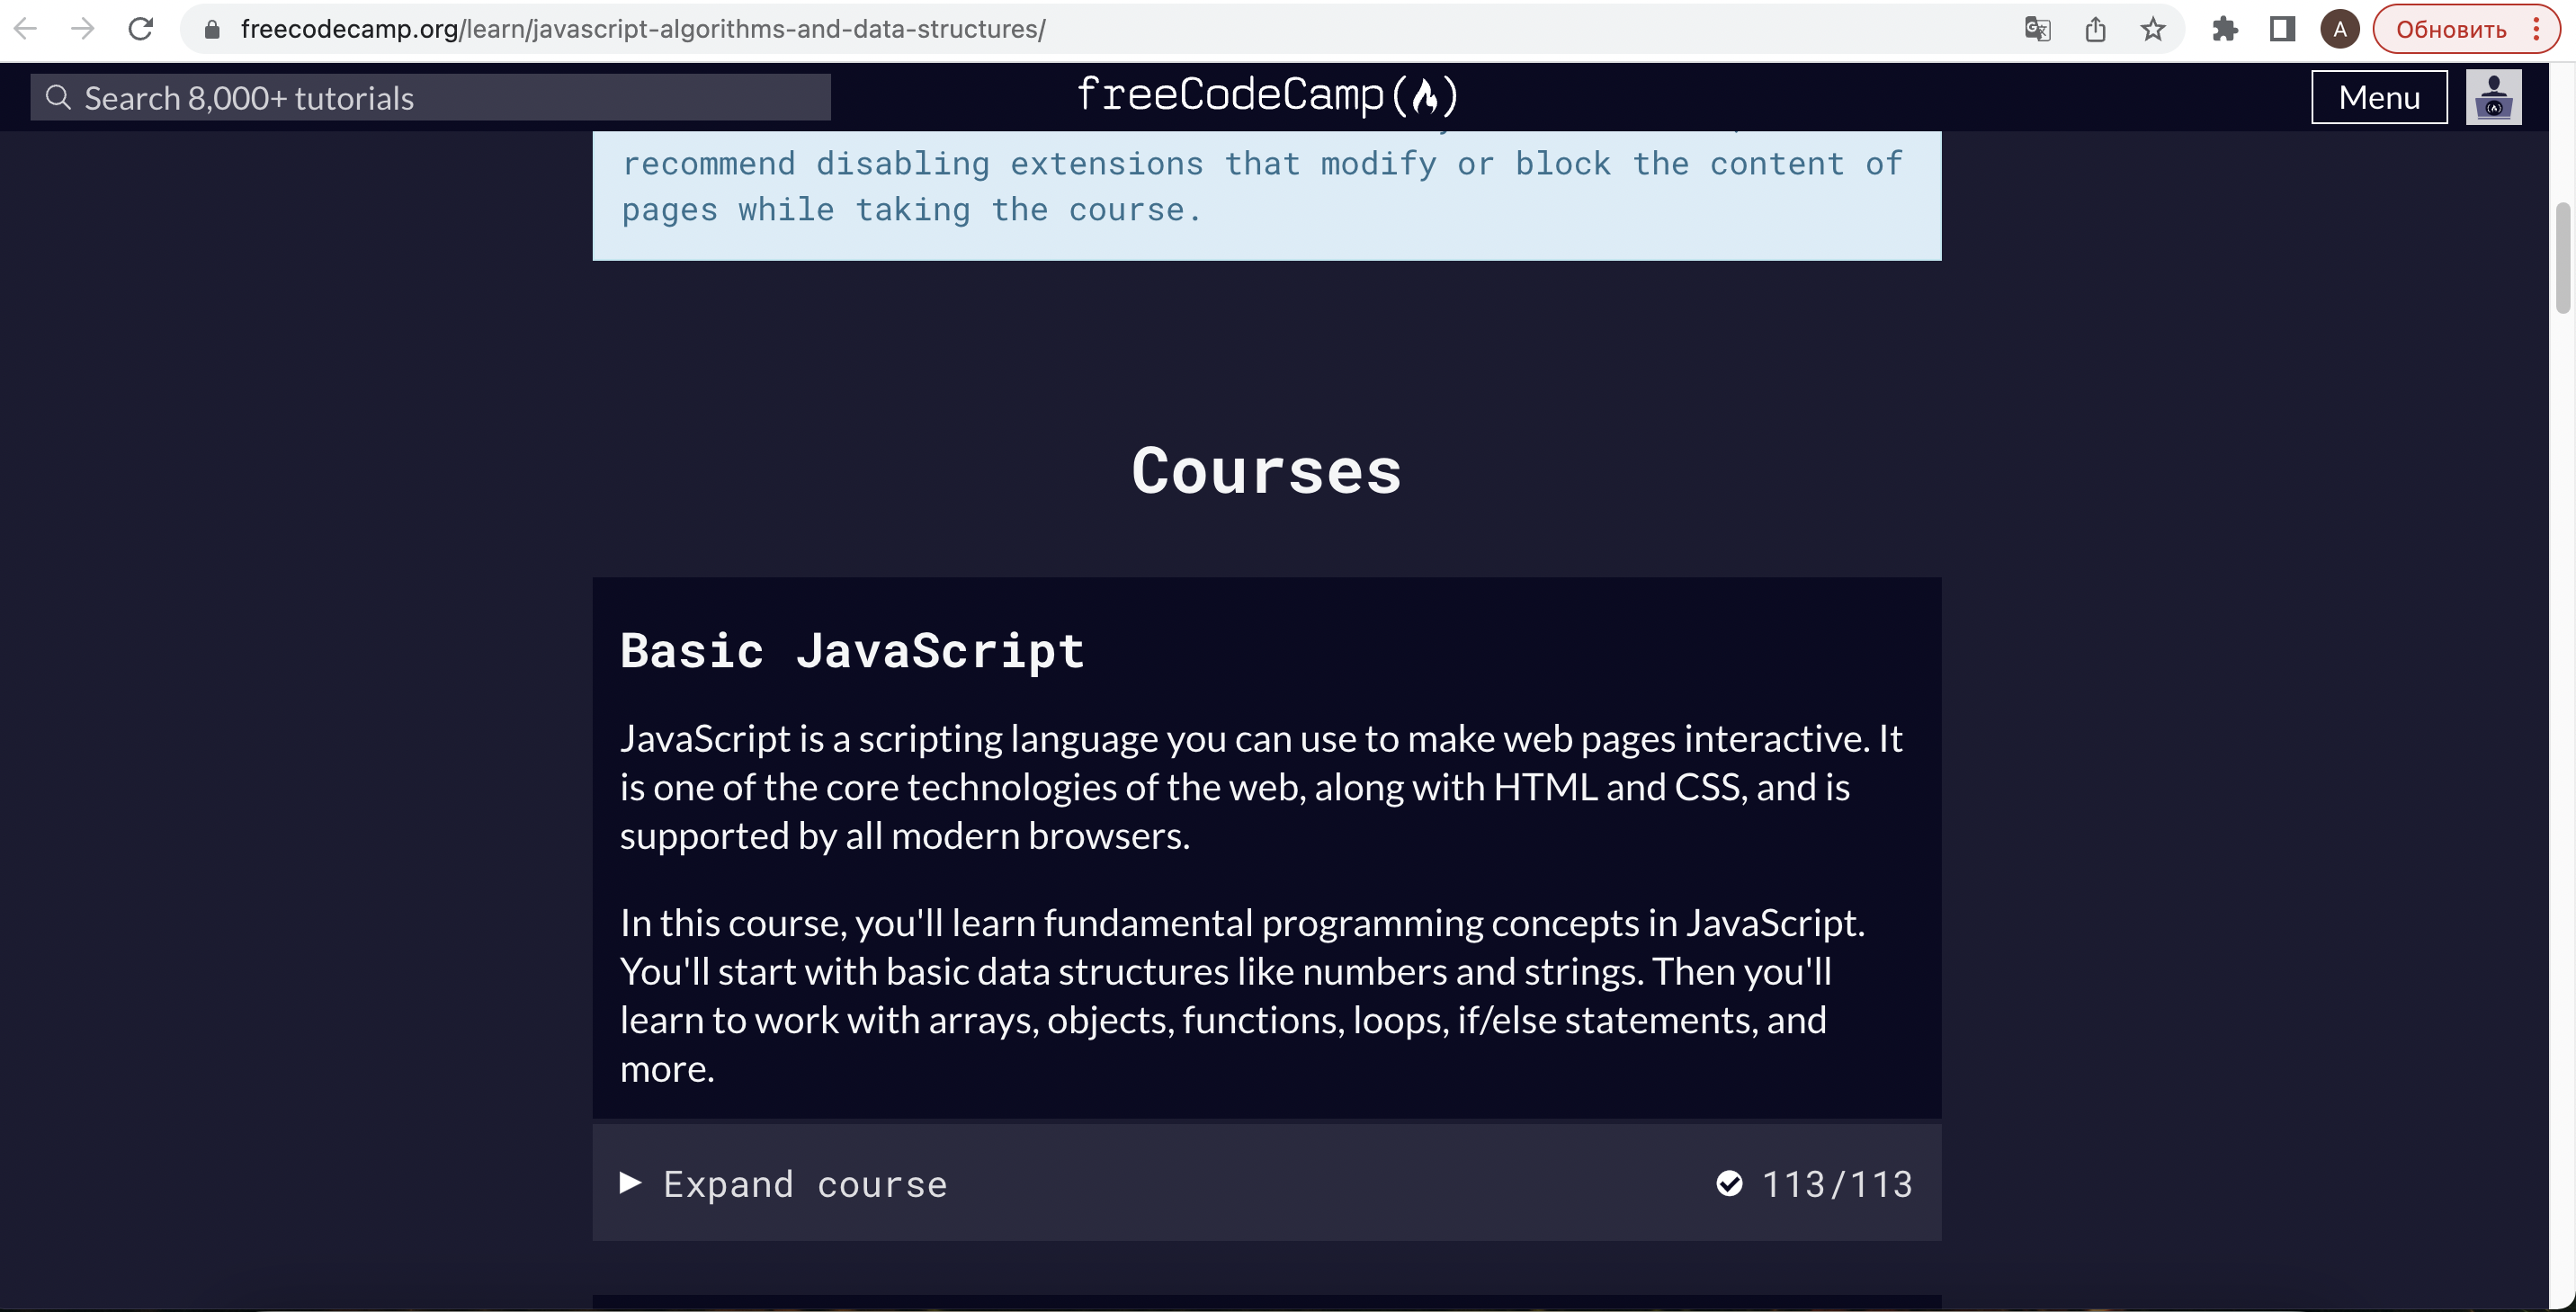 freecodecamp.org/learn/javascript-algorithms-and-data-structures/
A
Обновить
Search 8,000+ tutorials
freeCodeCamp(
)
Menu
recommend disabling extensions that modify or block the content of
pages while taking the course.
Courses
Basic JavaScript
JavaScript is a scripting language you can use to make web pages interactive. It
is one of the core technologies of the web, along with HTML and CSS, and is
supported by all modern browsers.
In this course, you'll learn fundamental programming concepts in JavaScript.
You'll start with basic data structures like numbers and strings. Then you'll
learn to work with arrays, objects, functions, loops, if/else statements, and
more.
Expand course
113/113